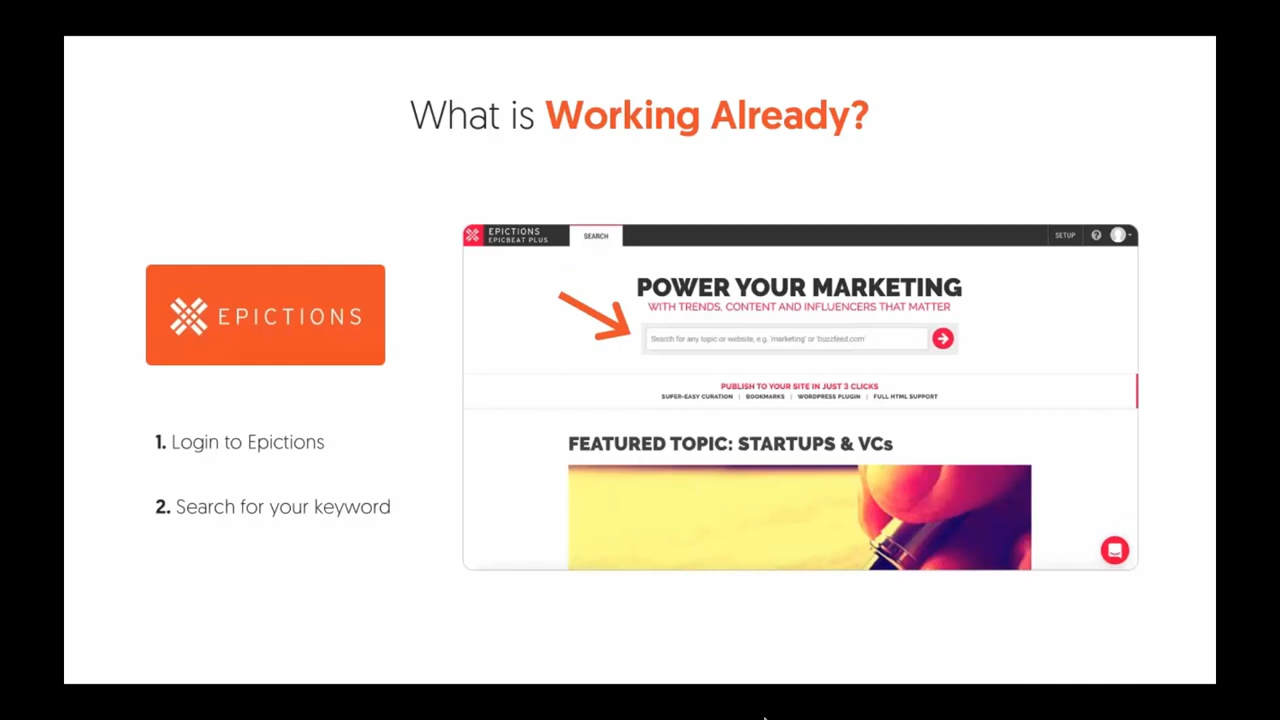 What is Working Already?
EPICTIONS
1. Login to Epictions
2. Search for your keyword
EPICTIONS
EPICBEAT PLUS
SEARCH
SETUP
?
POWER YOUR MARKETING
WITH TRENDS, CONTENT AND INFLUENCERS THAT MATTER
Search for any topic or website, e.g. 'marketing' or 'buzzfeed.com'
PUBLISH TO YOUR SITE IN JUST 3 CLICKS
SUPER-EASY CURATION | BOOKMARKS | WORDPRESS PLUGIN | FULL HTML SUPPORT
FEATURED TOPIC: STARTUPS & VCs